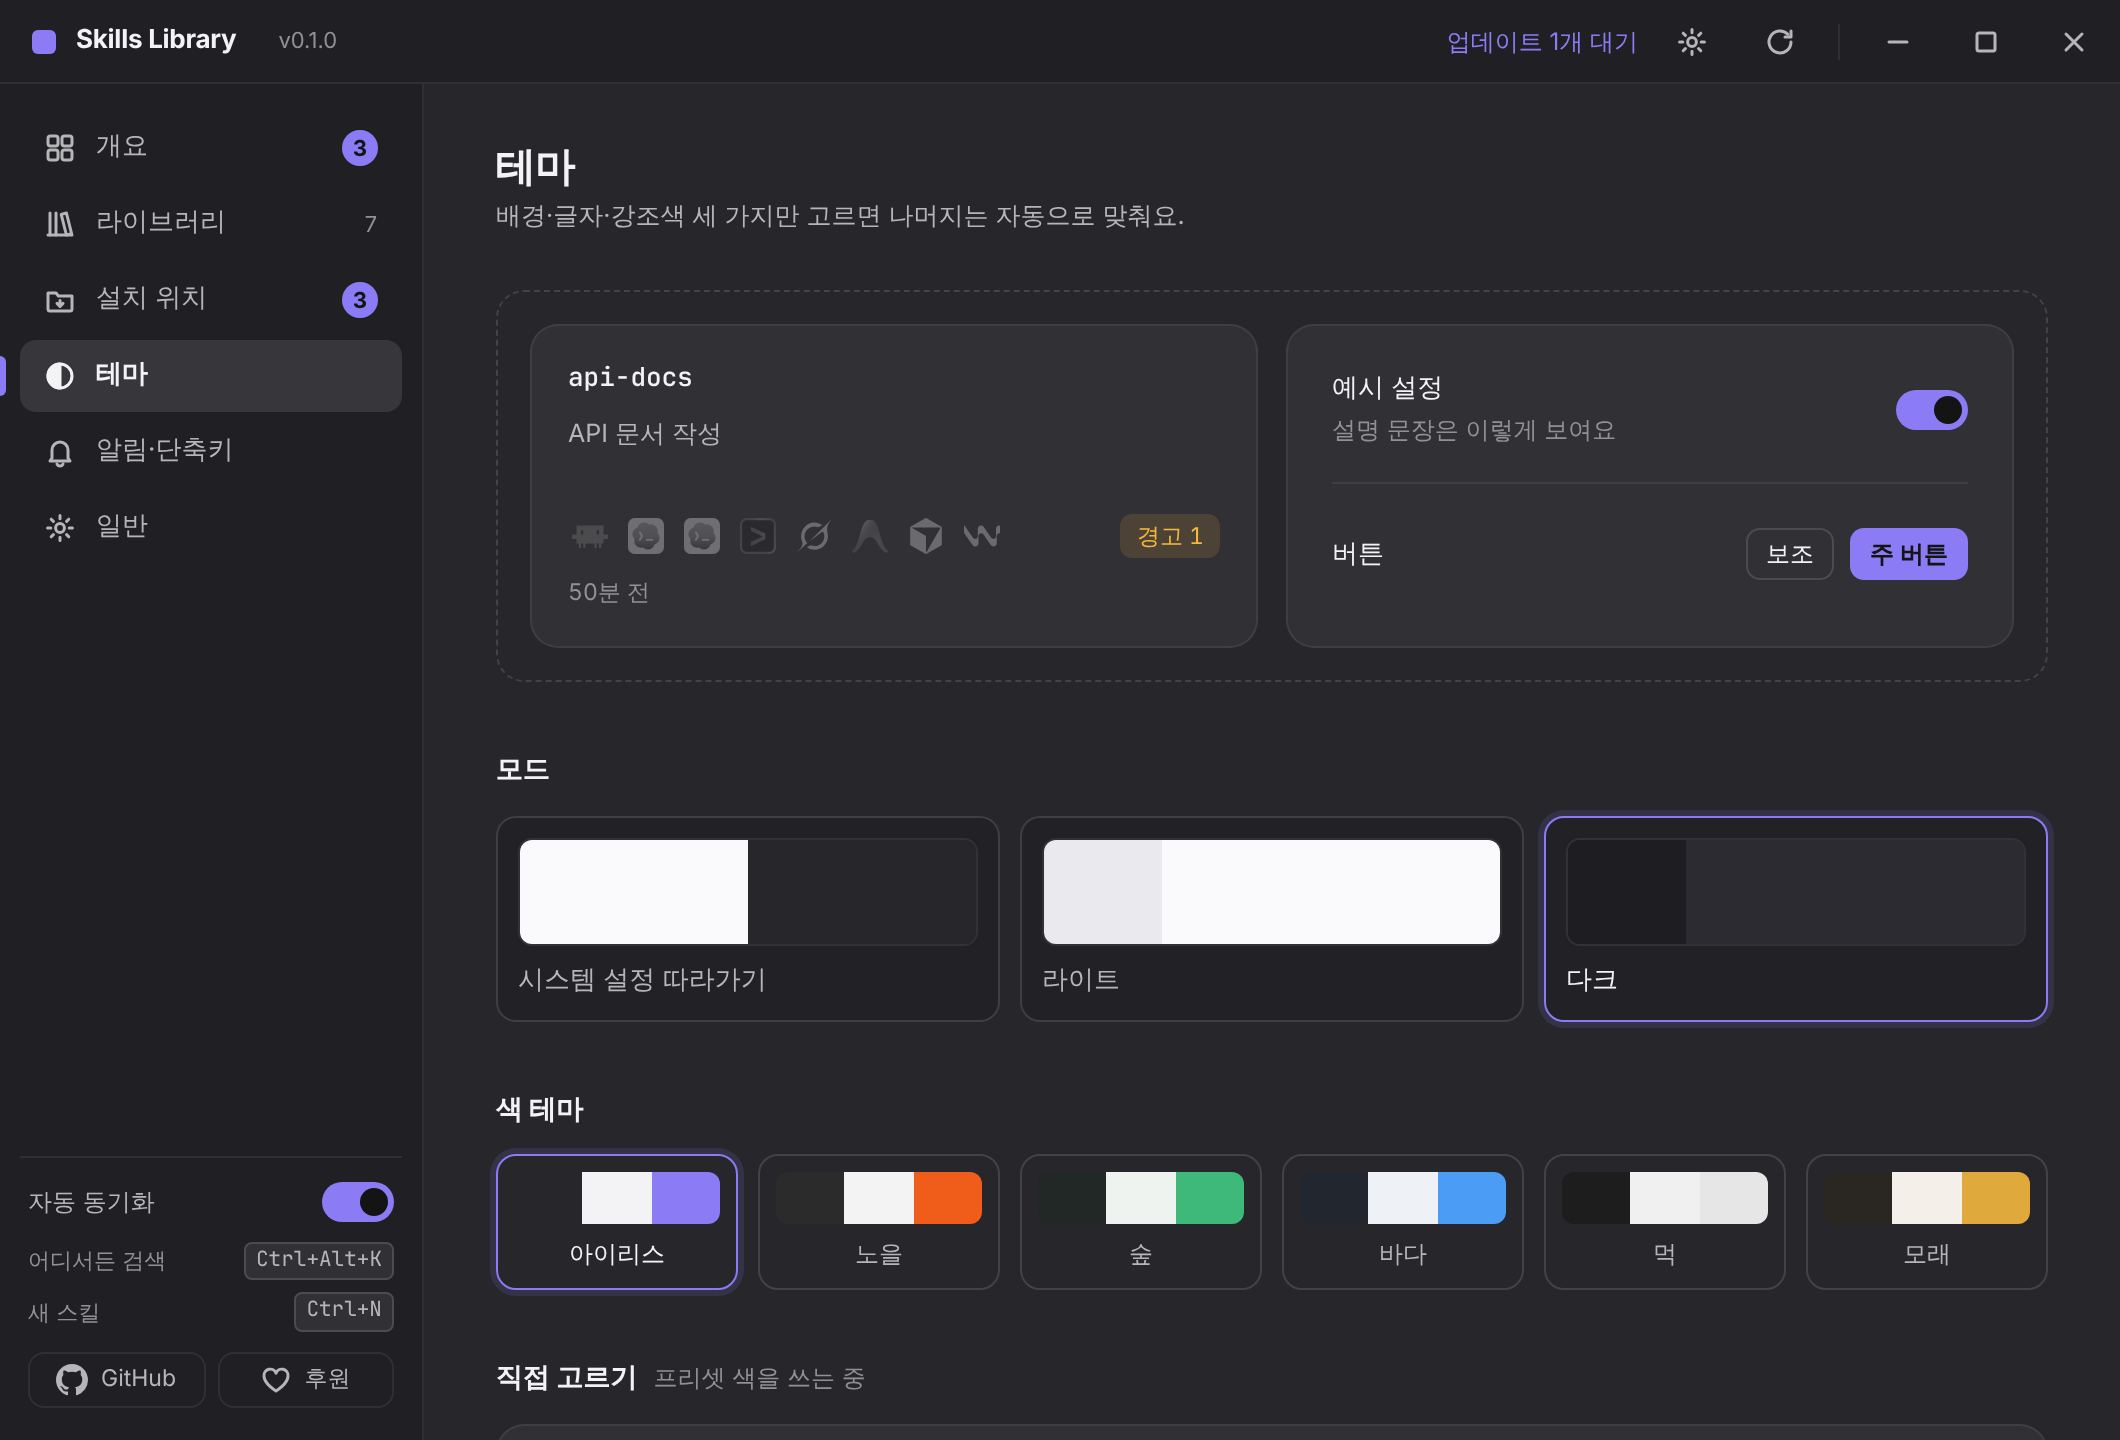 Skills Library v0.1.0
업데이트 1개 대기
개요 3
라이브러리 7
설치 위치 3
테마
알림·단축키
일반
자동 동기화
어디서든 검색 Ctrl+Alt+K
새 스킬 Ctrl+N
GitHub 후원
테마
배경·글자·강조색 세 가지만 고르면 나머지는 자동으로 맞춰요.
api-docs
API 문서 작성
경고 1
50분 전
예시 설정
설명 문장은 이렇게 보여요
버튼 보조 주 버튼
모드
시스템 설정 따라가기 라이트 다크
색 테마
아이리스 노을 숲 바다 먹 모래
직접 고르기 프리셋 색을 쓰는 중